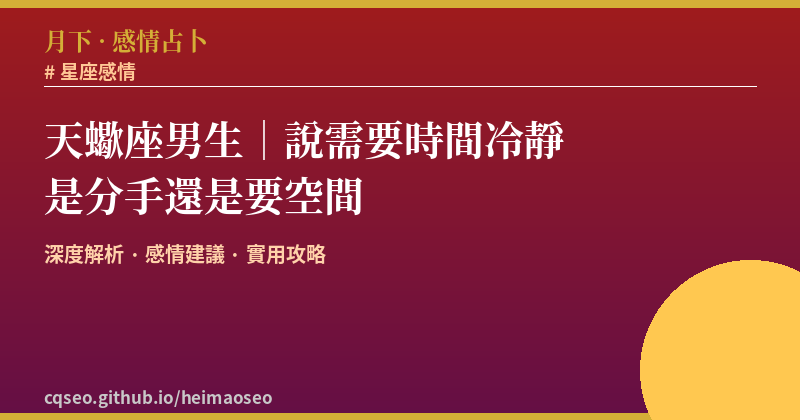 月下 · 感情占卜
# 星座感情
天蠍座男生｜說需要時間冷靜
是分手還是要空間
深度解析 · 感情建議 · 實用攻略
cqseo.github.io/heimaoseo